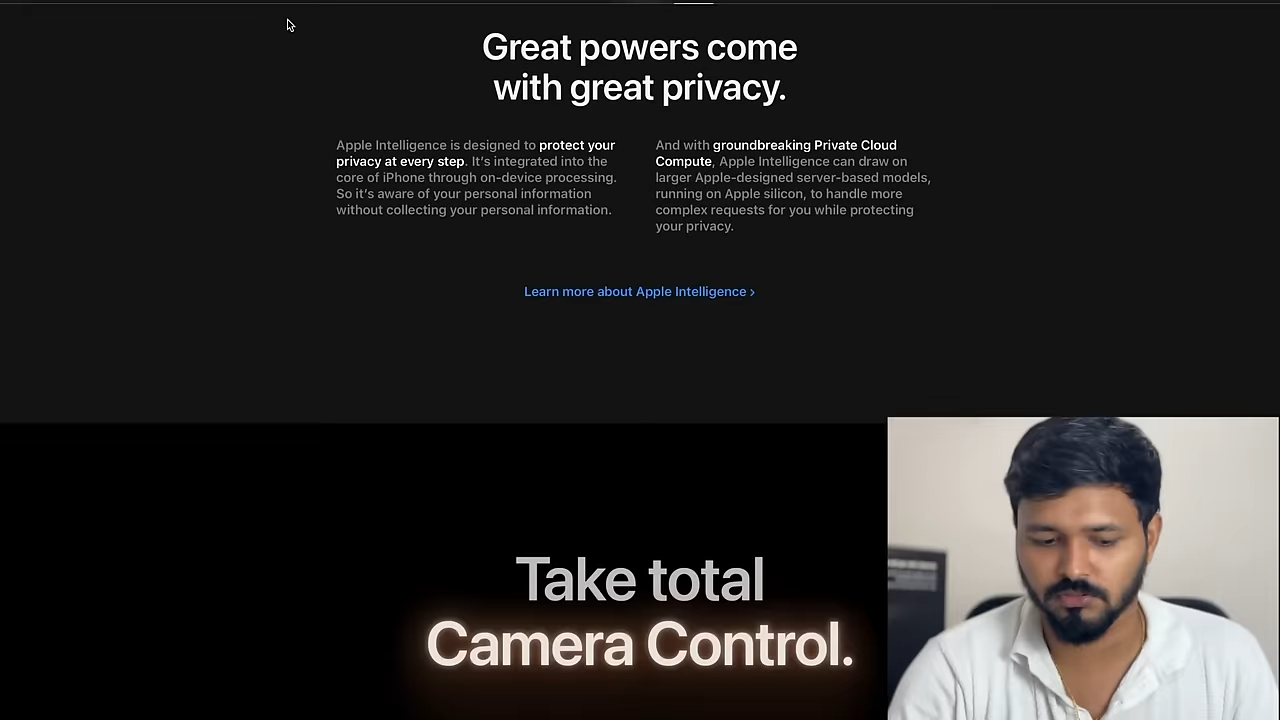 Great powers come
with great privacy.
Apple Intelligence is designed to protect your
privacy at every step. It’s integrated into the
core of iPhone through on-device processing.
So it’s aware of your personal information
without collecting your personal information.
And with groundbreaking Private Cloud
Compute, Apple Intelligence can draw on
larger Apple-designed server-based models,
running on Apple silicon, to handle more
complex requests for you while protecting
your privacy.
Learn more about Apple Intelligence ›
Take total
Camera Control.